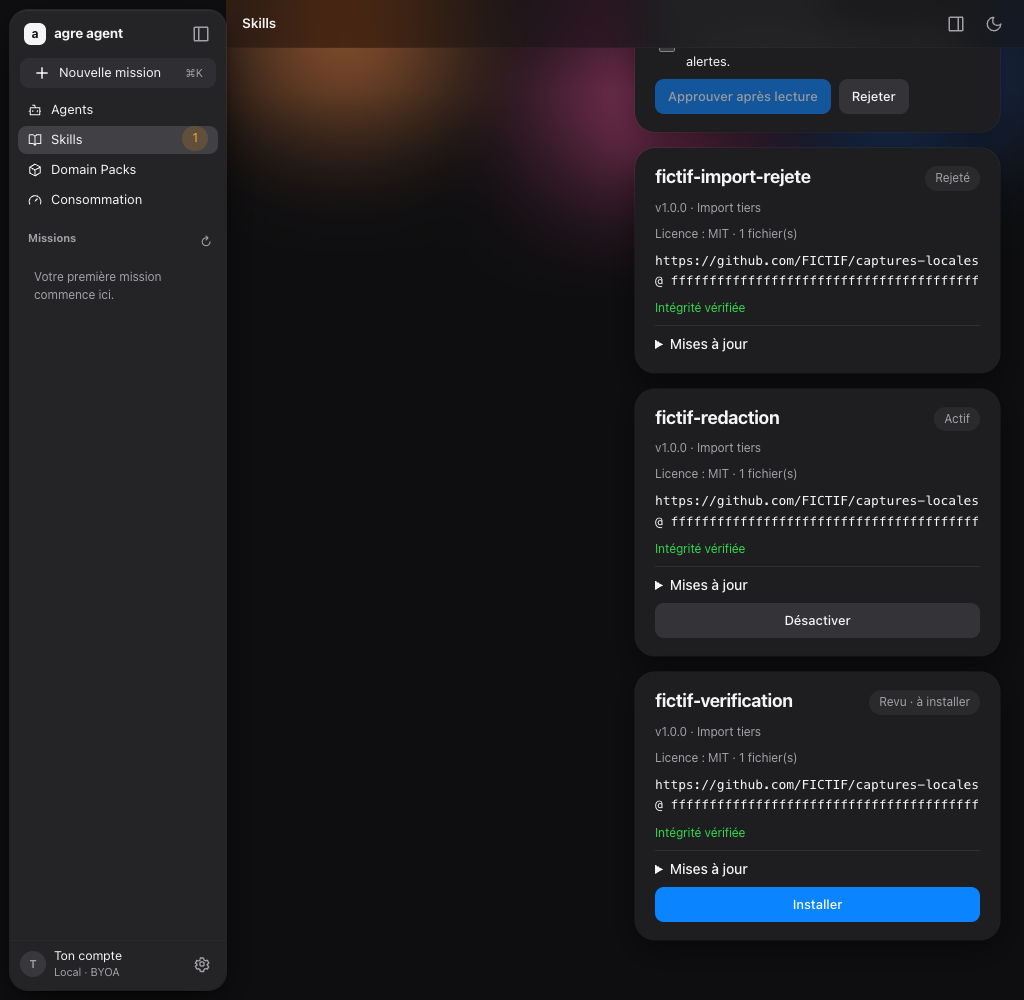 a agre agent
Nouvelle mission ⌘K
Agents
Skills 1
Domain Packs
Consommation
Missions
Votre première mission
commence ici.
T
Ton compte
Local · BYOA
Skills
alertes.
Approuver après lecture Rejeter
fictif-import-rejete Rejeté
v1.0.0 · Import tiers
Licence : MIT · 1 fichier(s)
https://github.com/FICTIF/captures-locales
@ ffffffffffffffffffffffffffffffffffffffff
Intégrité vérifiée
Mises à jour
fictif-redaction Actif
v1.0.0 · Import tiers
Licence : MIT · 1 fichier(s)
https://github.com/FICTIF/captures-locales
@ ffffffffffffffffffffffffffffffffffffffff
Intégrité vérifiée
Mises à jour
Désactiver
fictif-verification Revu · à installer
v1.0.0 · Import tiers
Licence : MIT · 1 fichier(s)
https://github.com/FICTIF/captures-locales
@ ffffffffffffffffffffffffffffffffffffffff
Intégrité vérifiée
Mises à jour
Installer